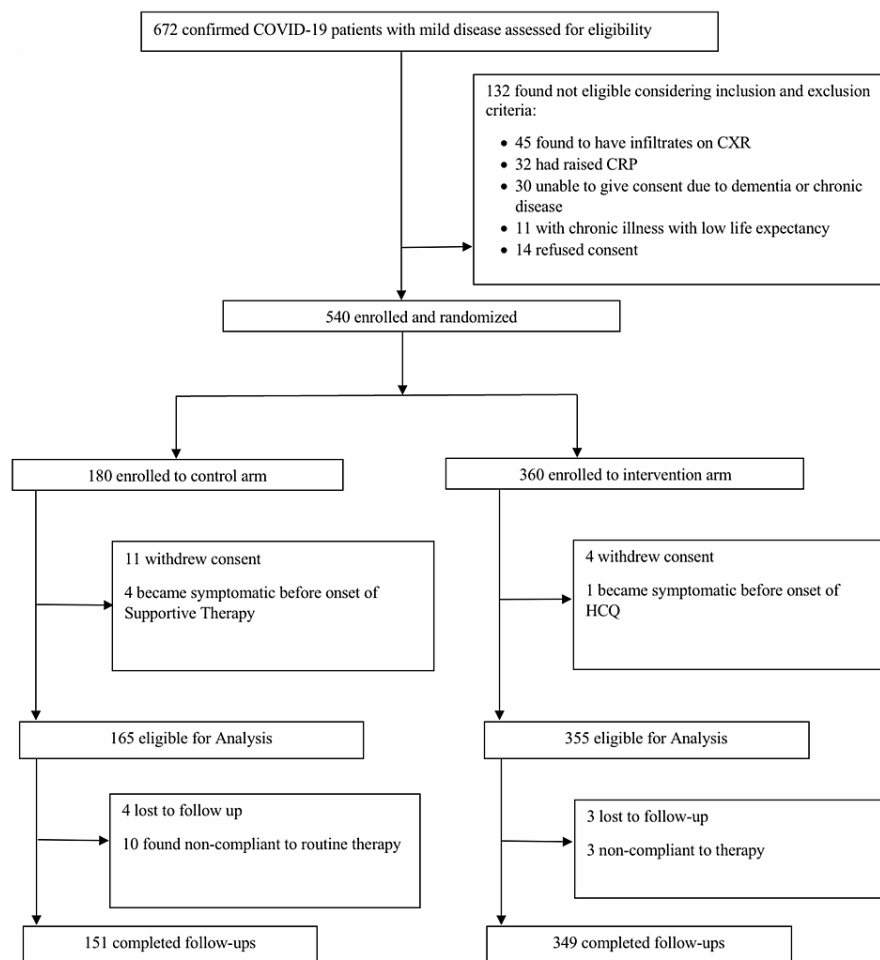 672 confirmed COVID-19 patients with mild disease assessed for eligibility
132 found not eligible considering inclusion and exclusion
criteria:
• 45 found to have infiltrates on CXR
• 32 had raised CRP
• 30 unable to give consent due to dementia or chronic
disease
• 11 with chronic illness with low life expectancy
• 14 refused consent
540 enrolled and randomized
180 enrolled to control arm
360 enrolled to intervention arm
11 withdrew consent
4 became symptomatic before onset of
Supportive Therapy
4 withdrew consent
1 became symptomatic before onset of
HCQ
165 eligible for Analysis
355 eligible for Analysis
4 lost to follow up
10 found non-compliant to routine therapy
3 lost to follow-up
3 non-compliant to therapy
151 completed follow-ups
349 completed follow-ups